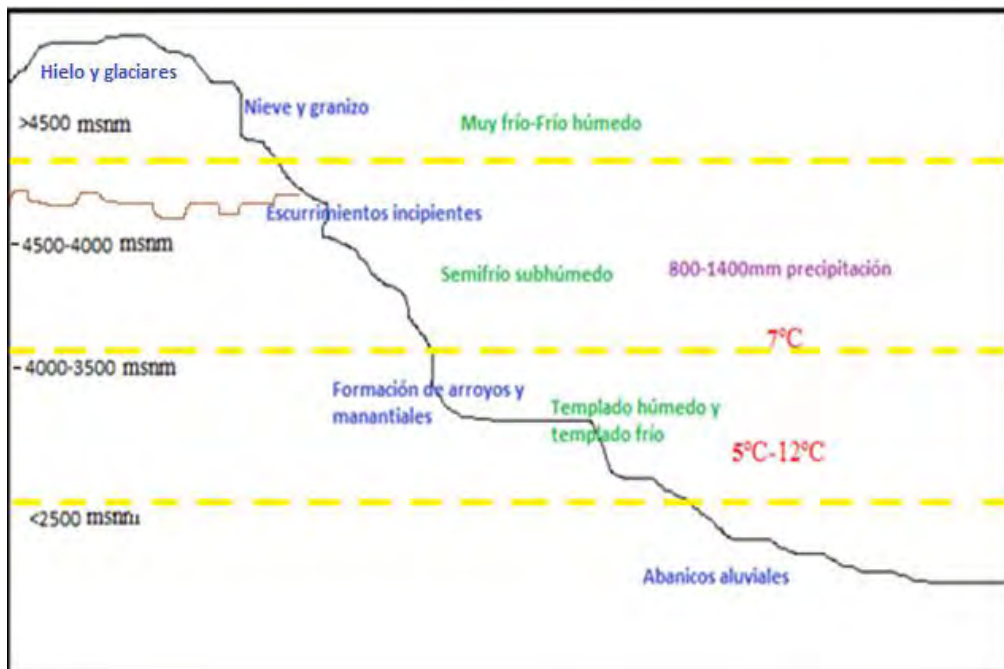 Hielo y glaciares
Nieve y granizo
>4500 msnm
Muy frío-Frío húmedo
Escurrimientos incipientes
-4500-4000 msnm
Semifrío subhúmedo
800-1400mm precipitación
7°C
-4000-3500 msnm
Formación de arroyos y
manantiales
Templado húmedo y
templado frío
5°C-12°C
<2500 msnm
Abanicos aluviales